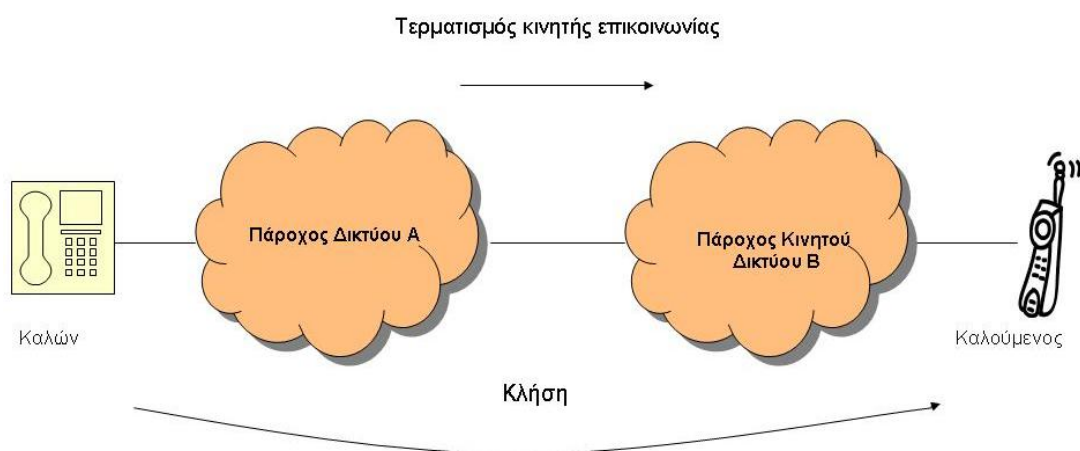 Τερματισμός κινητής επικοινωνίας
Πάροχος Δικτύου Α
Πάροχος Κινητού
Δικτύου Β
Καλών
Καλούμενος
Κλήση